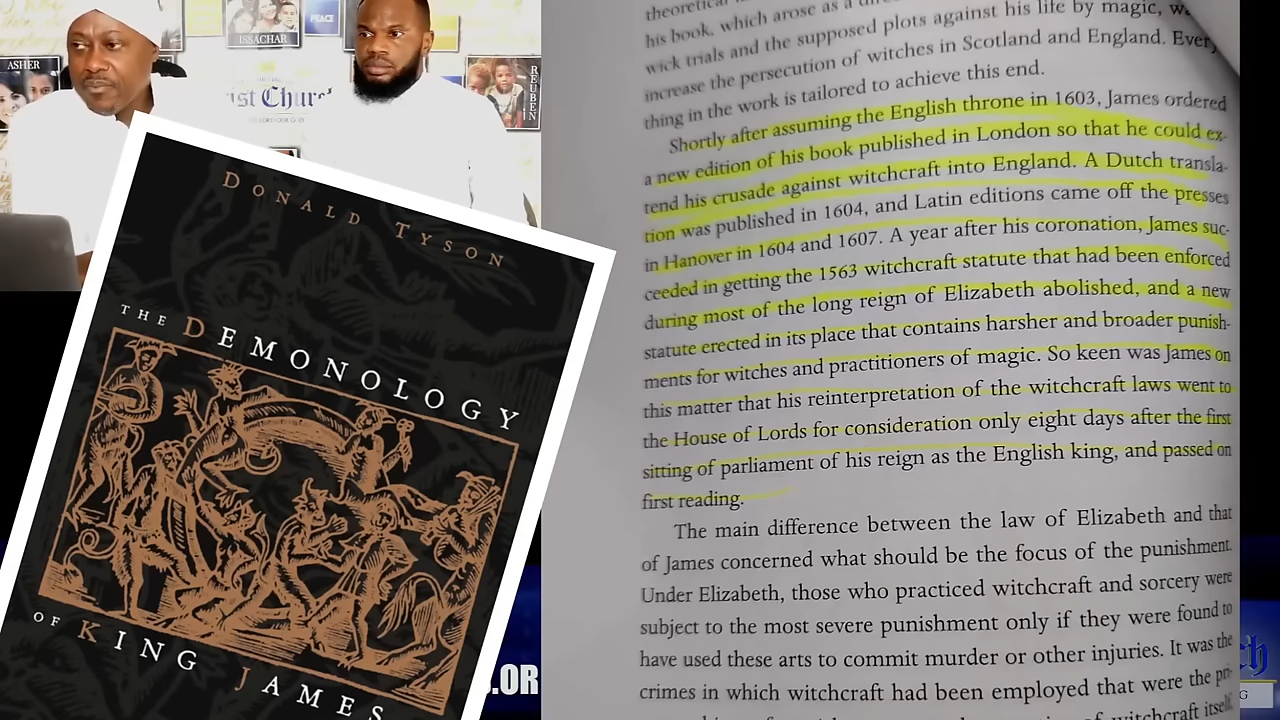 ASHER
ISSACHAR
PEACE
REUBEN
DONALD TYSON
THE DEMONOLOGY
OF KING JAMES
his book, which arose as a
wick trials and the supposed plots against his life by magic,
increase the persecution of witches in Scotland and England. Every
thing in the work is tailored to achieve this end.
Shortly after assuming the English throne in 1603, James ordered
a new edition of his book published in London so that he could ex-
tend his crusade against witchcraft into England. A Dutch transla-
tion was published in 1604, and Latin editions came off the presses
in Hanover in 1604 and 1607. A year after his coronation, James suc-
ceeded in getting the 1563 witchcraft statute that had been enforced
during most of the long reign of Elizabeth abolished, and a new
statute erected in its place that contains harsher and broader punish-
ments for witches and practitioners of magic. So keen was James on
this matter that his reinterpretation of the witchcraft laws went to
the House of Lords for consideration only eight days after the first
sitting of parliament of his reign as the English king, and passed on
first reading.
The main difference between the law of Elizabeth and that
of James concerned what should be the focus of the punishment.
Under Elizabeth, those who practiced witchcraft and sorcery were
subject to the most severe punishment only if they were found to
have used these arts to commit murder or other injuries. It was the
crimes in which witchcraft had been employed that were the pri-
witchcraft itself,
.OR